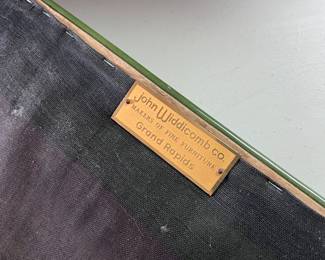 John Widdicomb co
MAKERS OF FINE FURNITURE
Grand Rapids